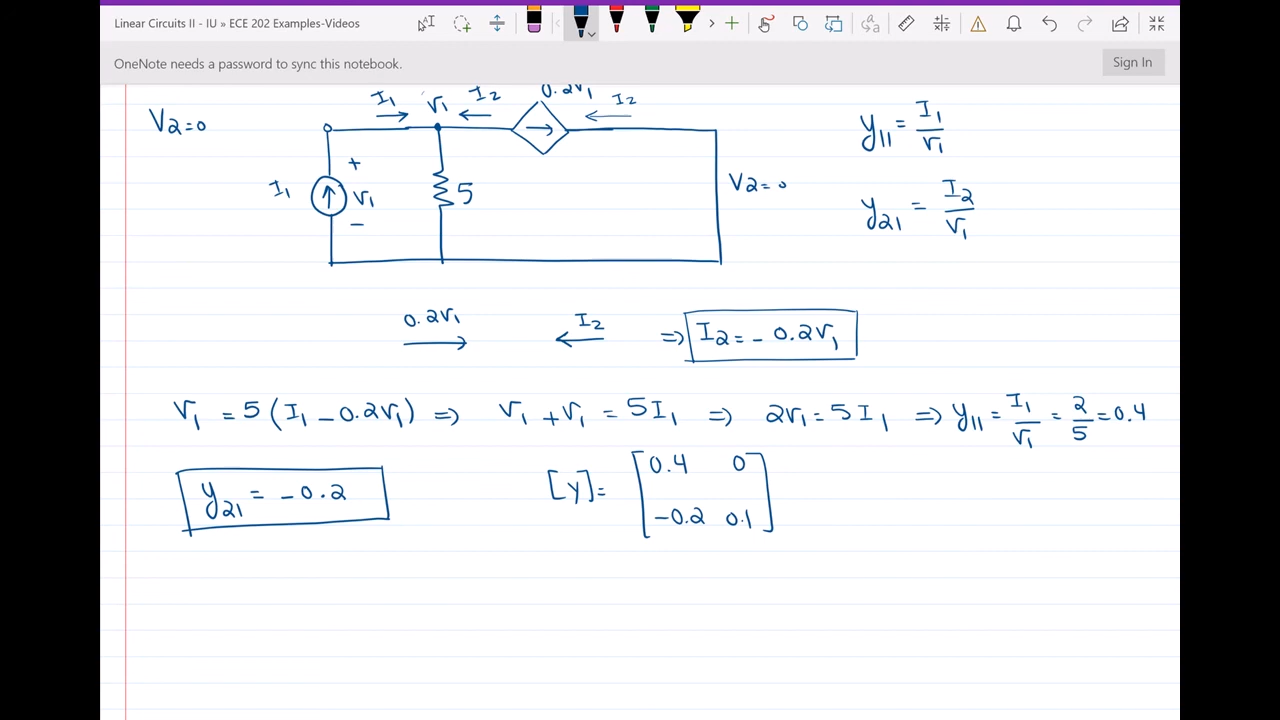 Linear Circuits II - IU » ECE 202 Examples-Videos
OneNote needs a password to sync this notebook.
Sign In
I1 V1 I2 0.2V1 I2
V2=0
y11 = I1/V1
I1 + V1 − 5 V2=0
y21 = I2/V1
0.2V1 I2 ⇒ I2 = - 0.2V1
V1 = 5 (I1 - 0.2V1) ⇒ V1 + V1 = 5I1 ⇒ 2V1 = 5I1 ⇒ y11 = I1/V1 = 2/5 = 0.4
y21 = -0.2 [y]= [0.4 0
-0.2 0.1]